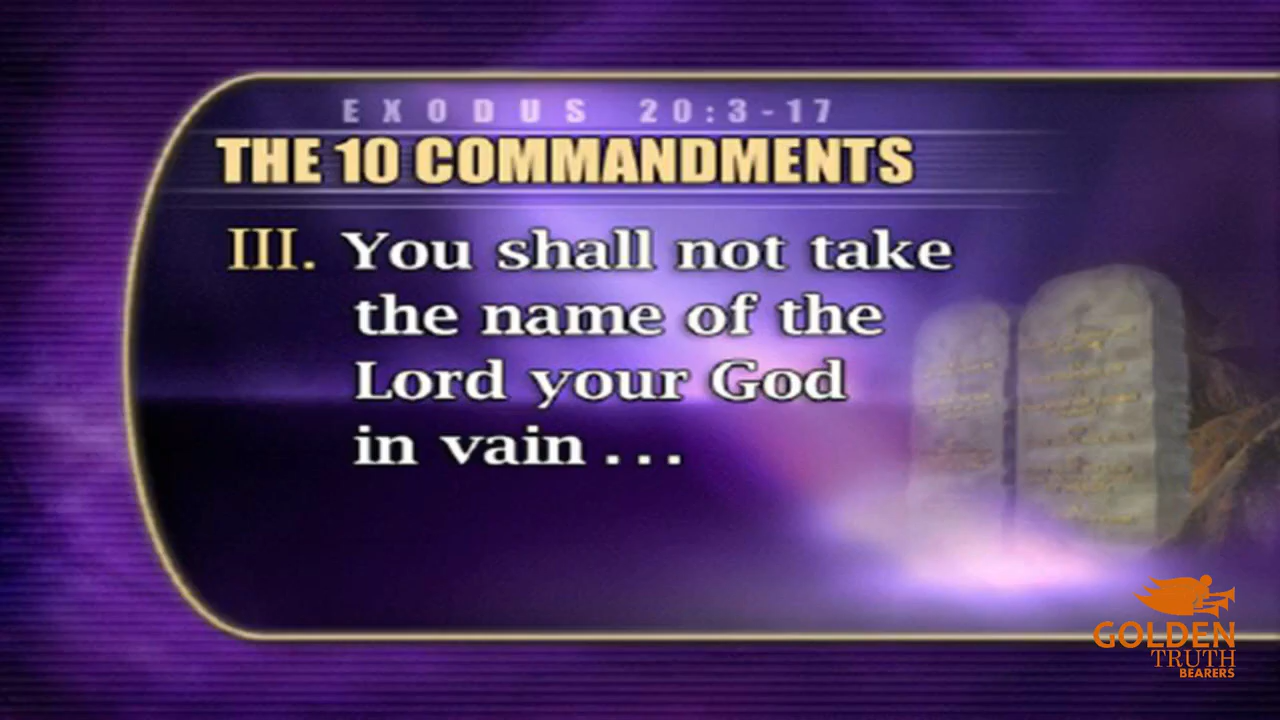 EXODUS 20:3-17
THE 10 COMMANDMENTS
III. You shall not take
the name of the
Lord your God
in vain . . .
GOLDEN
TRUTH
BEARERS